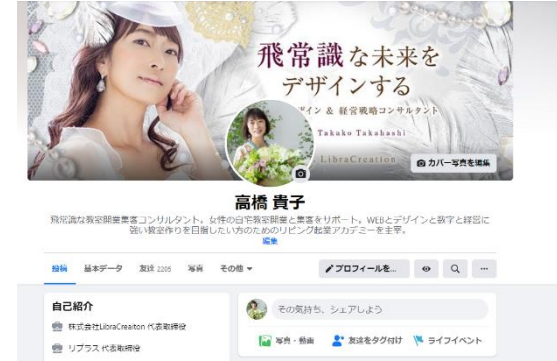 飛常識な未来を
デザインする
イン & 経営戦略コンサルタント
Takako Takahashi
LibraCreation
カバー写真を編集
高橋 貴子
飛常識な教室開業集客コンサルタント。女性の自宅教室開業と集客をサポート。WEBとデザインと数字と経営に
強い教室作りを目指したい方のためのリビング起業アカデミーを主宰。
編集
投稿 基本データ 友達 2205 写真 その他 プロフィールを... ...
自己紹介
その気持ち、シェアしよう
株式会社LibraCreaiton 代表取締役
写真・動画 友達をタグ付け ライフイベント
リプラス 代表取締役